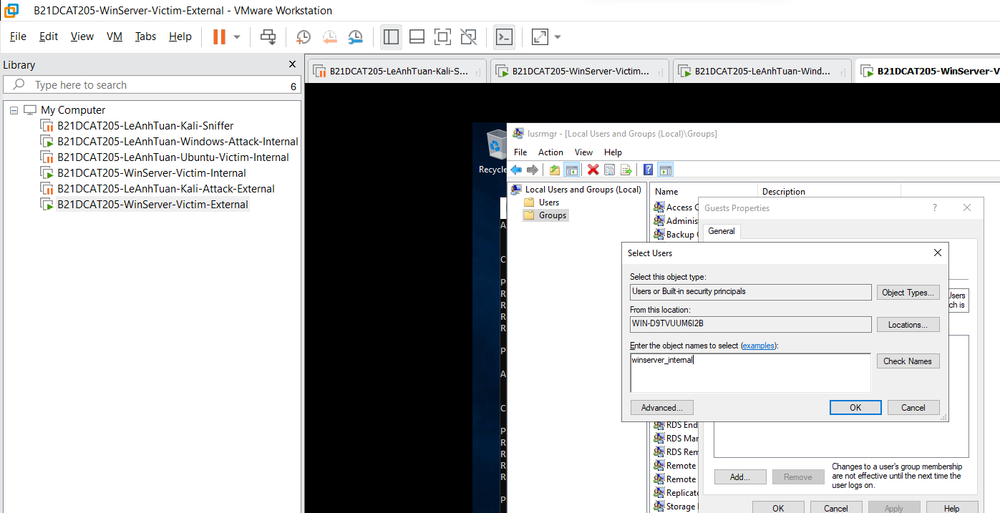 B21DCAT205-WinServer-Victim-External - VMware Workstation
File Edit View VM Tabs Help
Library
Type here to search
6
My Computer
B21DCAT205-LeAnhTuan-Kali-Sniffer
B21DCAT205-LeAnhTuan-Windows-Attack-Internal
B21DCAT205-LeAnhTuan-Ubuntu-Victim-Internal
B21DCAT205-WinServer-Victim-Internal
B21DCAT205-LeAnhTuan-Kali-Attack-External
B21DCAT205-WinServer-Victim-External
B21DCAT205-LeAnhTuan-Kali-S... B21DCAT205-WinServer-Victim... B21DCAT205-LeAnhTuan-Wind... B21DCAT205-WinServer-V
Recycle
lusrmgr - [Local Users and Groups (Local)\Groups]
File Action View Help
Local Users and Groups (Local)
Users
Groups
Name Description
Access C
Adminis
Backup
RDS End
RDS Mar
RDS Rem
Remote
Remote
Replicato
Storage
Guests Properties
General
Select Users
Select this object type:
Users or Built-in security principals
Object Types...
From this location:
WIN-D9TVUUM6I2B
Locations...
Enter the object names to select (examples):
winserver_internal
Check Names
Advanced...
OK
Cancel
Users
ch is
Add...
Remove
Changes to a user's group membership
are not effective until the next time the
user logs on.
OK
Cancel
Apply
Help
A
C
P
R
R
R
R
P
A
C
P
R
R
R
R
P